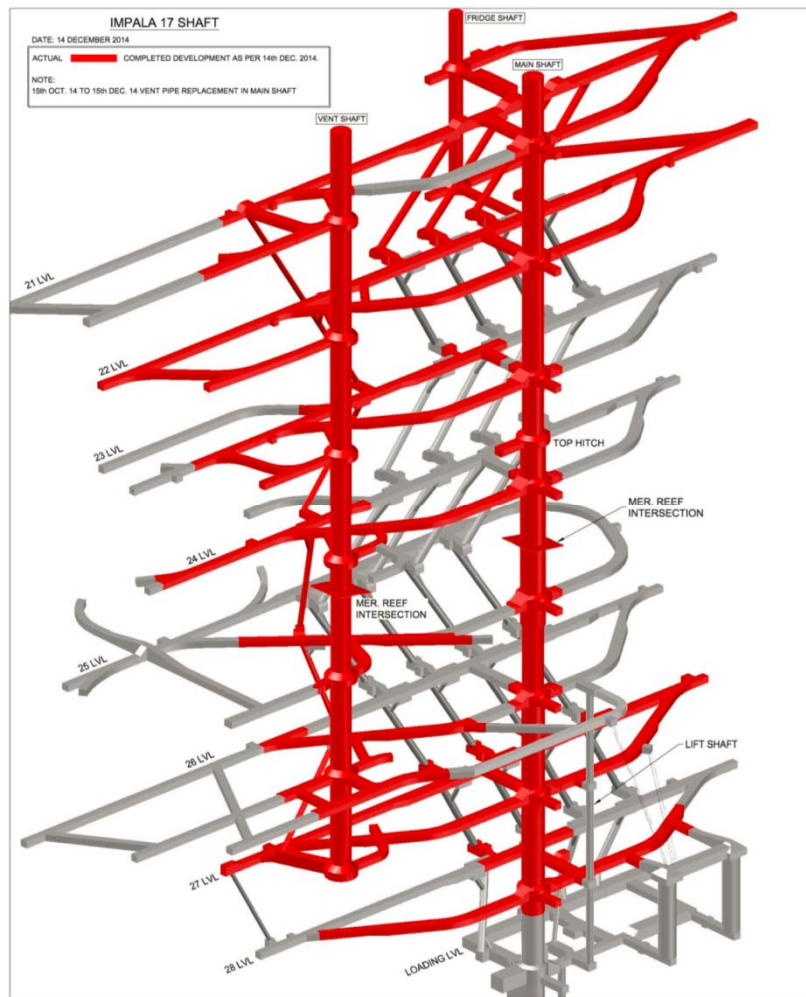 IMPALA 17 SHAFT
DATE: 14 DECEMBER 2014
ACTUAL COMPLETED DEVELOPMENT AS PER 14th DEC. 2014.
NOTE:
15th OCT. 14 TO 15th DEC. 14 VENT PIPE REPLACEMENT IN MAIN SHAFT
FRIDGE SHAFT
MAIN SHAFT
VENT SHAFT
21 LVL
22 LVL
23 LVL
TOP HITCH
MER. REEF
INTERSECTION
24 LVL
MER. REEF
INTERSECTION
25 LVL
26 LVL
LIFT SHAFT
27 LVL
28 LVL
LOADING LVL